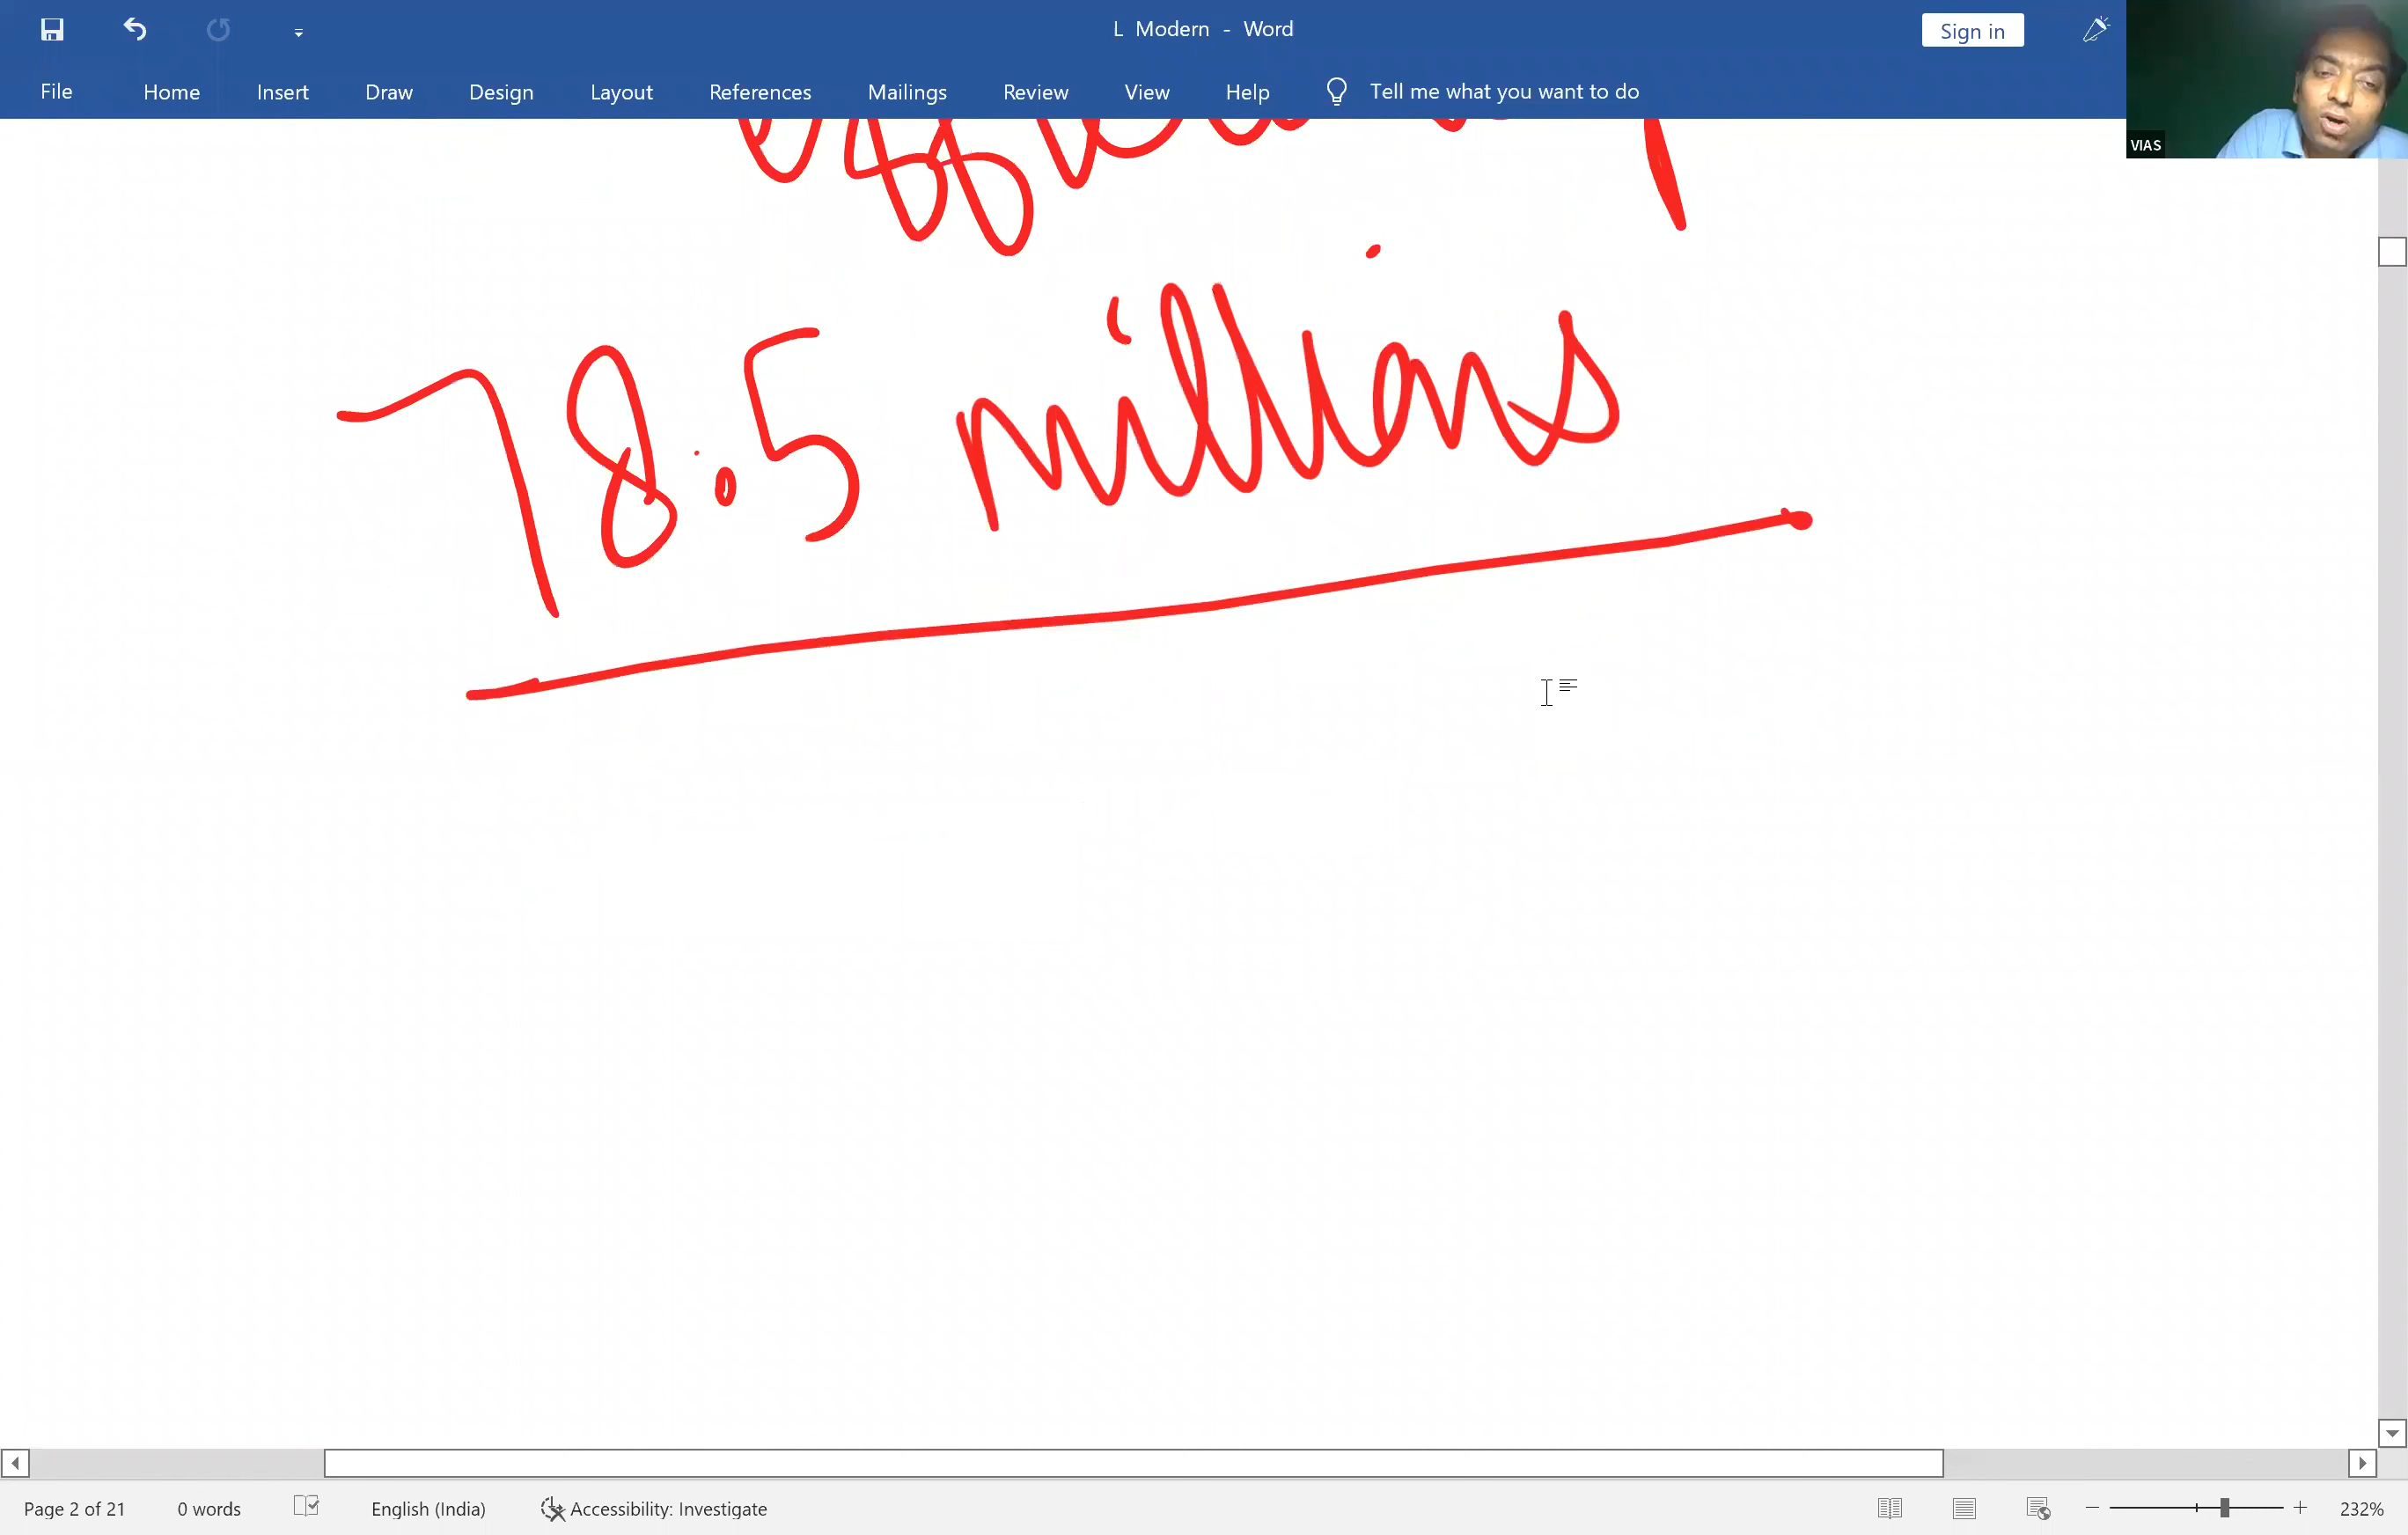 L Modern - Word
Sign in
File Home Insert Draw Design Layout References Mailings Review View Help Tell me what you want to do
VIAS
78.5 millions
Page 2 of 21 0 words English (India) Accessibility: Investigate 232%